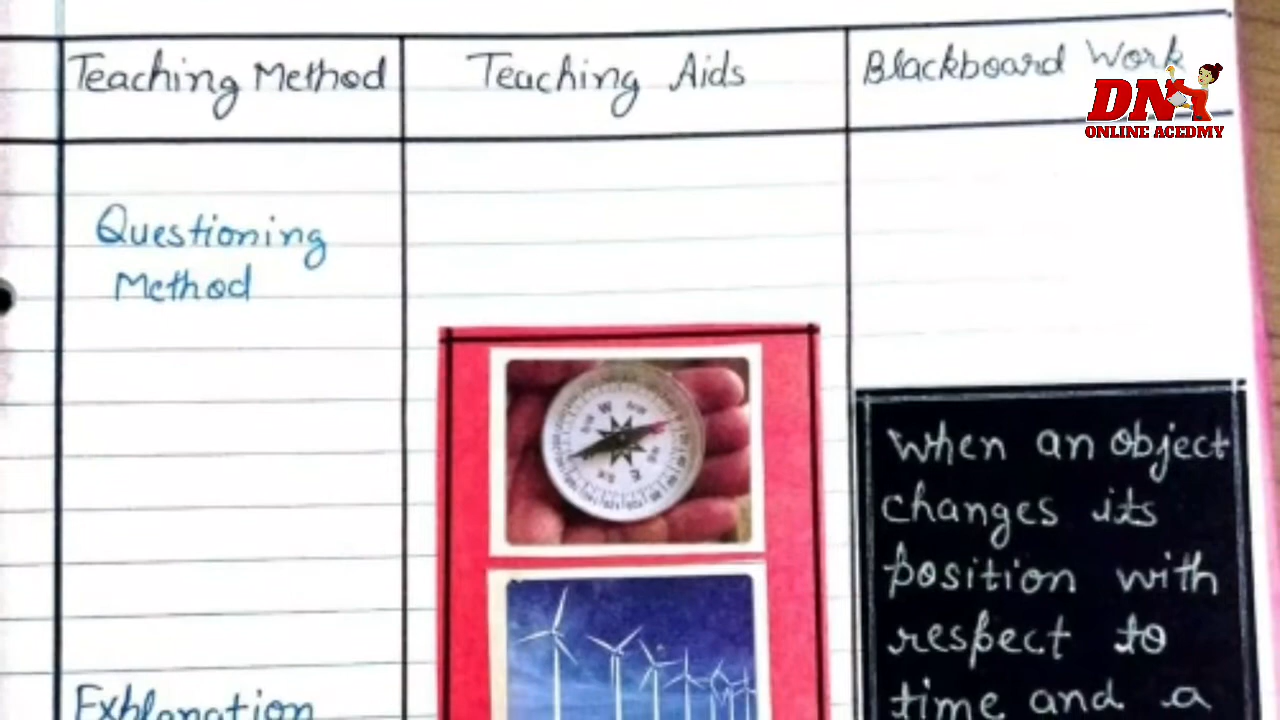 Teaching Method
Teaching Aids
Blackboard Work
DNY
ONLINE ACEDMY
Questioning
Method
When an object
changes its
position with
respect to
time and a
Explanation